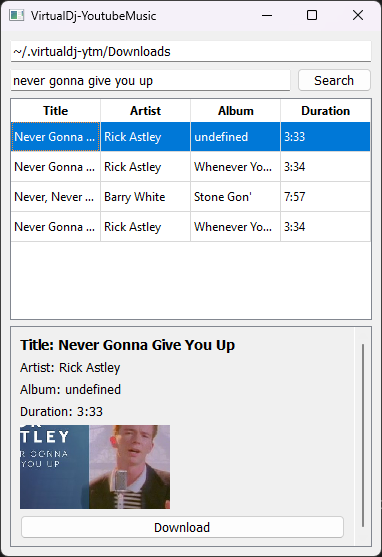 VirtualDj-YoutubeMusic
~/.virtualdj-ytm/Downloads
never gonna give you up Search
Title Artist Album Duration
Never Gonna ... Rick Astley undefined 3:33
Never Gonna ... Rick Astley Whenever Yo... 3:34
Never, Never ... Barry White Stone Gon' 7:57
Never Gonna ... Rick Astley Whenever Yo... 3:34
Title: Never Gonna Give You Up
Artist: Rick Astley
Album: undefined
Duration: 3:33
TLEY
R GONNA
YOU UP
Download